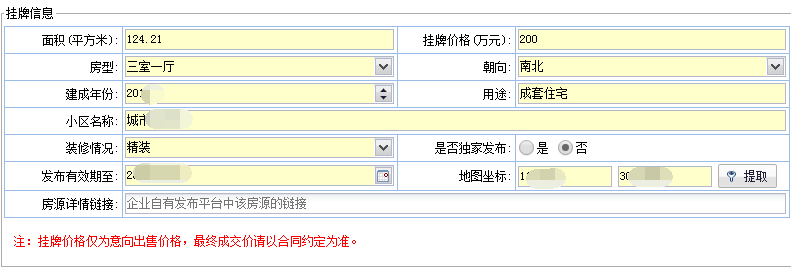 挂牌信息
面积(平方米): 124.21 挂牌价格(万元): 200
房型: 三室一厅 朝向: 南北
建成年份: 201 用途: 成套住宅
小区名称: 城市
装修情况: 精装 是否独家发布: 是 否
发布有效期至: 2 地图坐标: 1 30 提取
房源详情链接: 企业自有发布平台中该房源的链接
注：挂牌价格仅为意向出售价格，最终成交价请以合同约定为准。